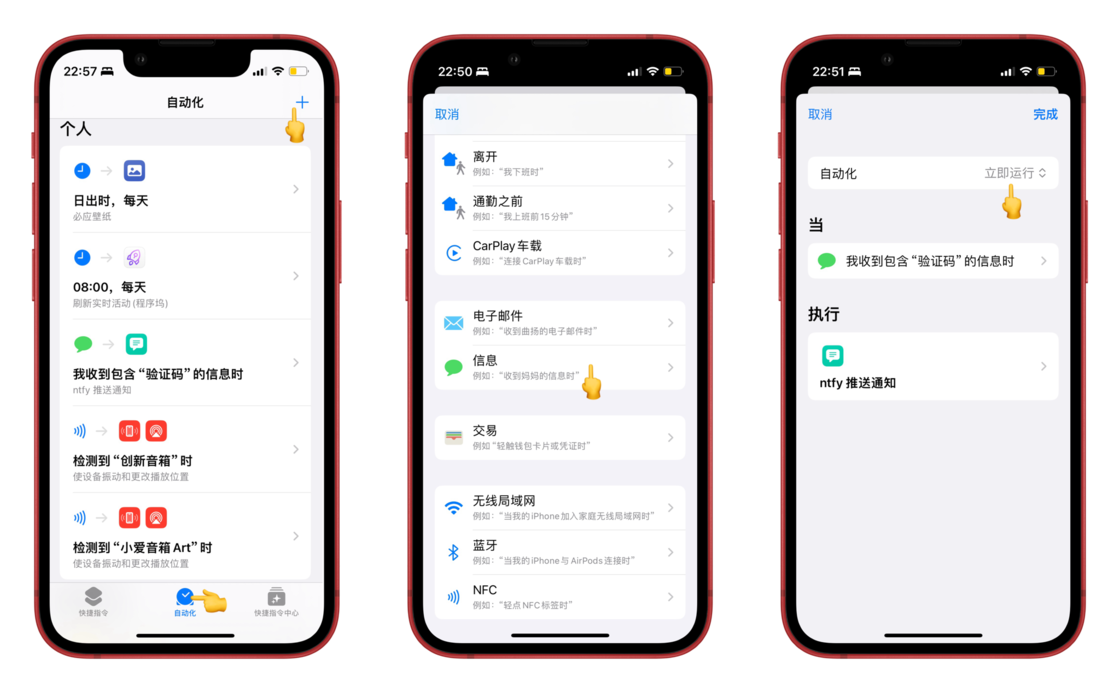 22:57
自动化
个人
日出时，每天
必应壁纸
08:00，每天
刷新实时活动 (程序坞)
我收到包含“验证码”的信息时
ntfy 推送通知
检测到“创新音箱”时
使设备振动和更改播放位置
检测到“小爱音箱 Art”时
使设备振动和更改播放位置
快捷指令
自动化
快捷指令中心
22:50
取消
离开
例如：“我下班时”
通勤之前
例如：“我上班前 15 分钟”
CarPlay 车载
例如：“连接 CarPlay 车载时”
电子邮件
例如：“收到曲扬的电子邮件时”
信息
例如：“收到妈妈的信息时”
交易
例如“轻触钱包卡片或凭证时”
无线局域网
例如：“当我的 iPhone 加入家庭无线局域网时”
蓝牙
例如：“当我的 iPhone 与 AirPods 连接时”
NFC
例如：“轻点 NFC 标签时”
22:51
取消
完成
自动化
立即运行
当
我收到包含“验证码”的信息时
执行
ntfy 推送通知